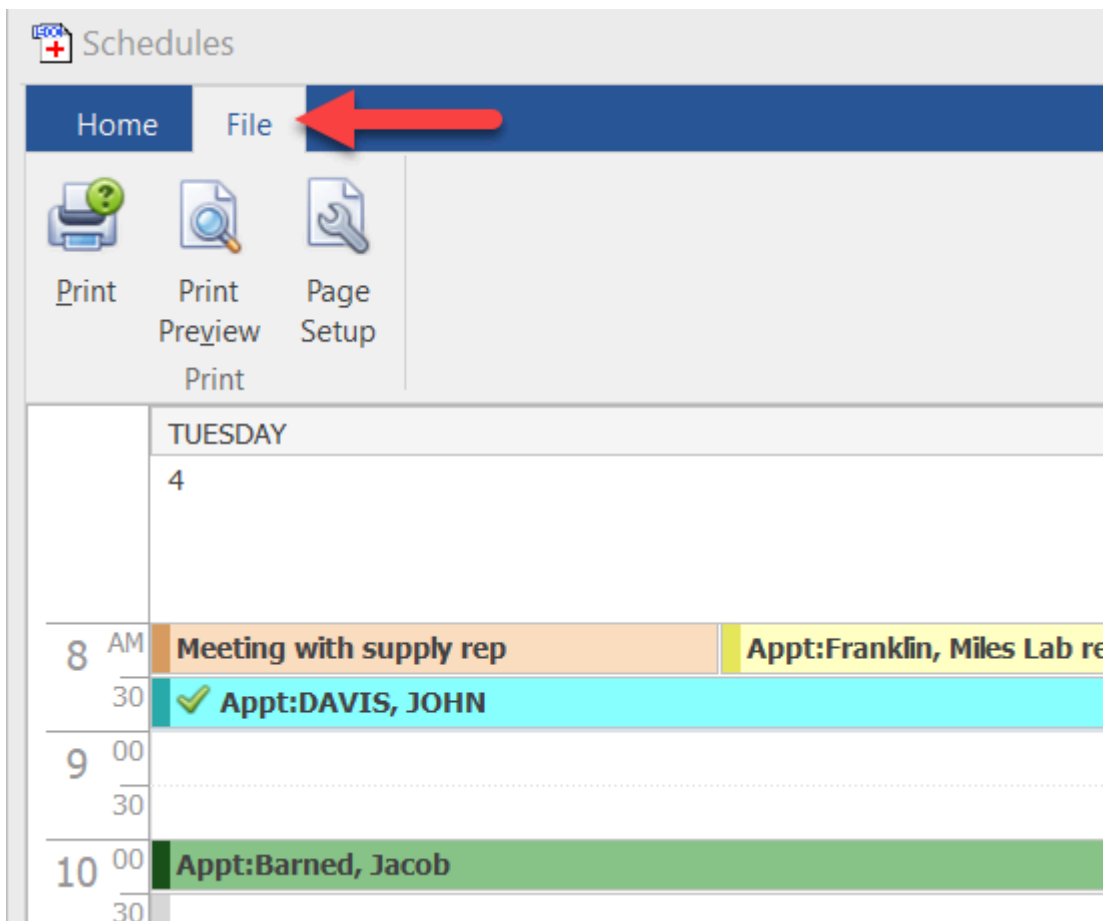 Schedules
Home File
Print Print Preview Page Setup
Print
TUESDAY
4
8 AM Meeting with supply rep Appt:Franklin, Miles Lab re
30 Appt:DAVIS, JOHN
9 00
30
10 00 Appt:Barned, Jacob
30